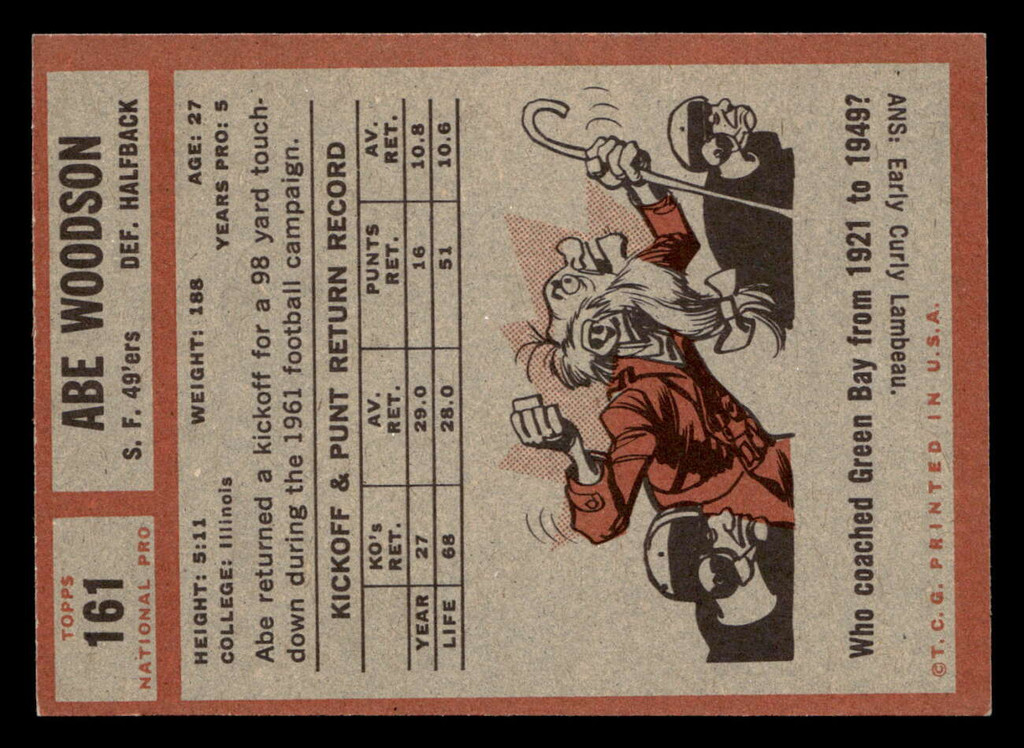 TOPPS
161
NATIONAL PRO
ABE WOODSON
S. F. 49'ers DEF. HALFBACK
HEIGHT: 5:11 WEIGHT: 188 AGE: 27
COLLEGE: Illinois YEARS PRO: 5
Abe returned a kickoff for a 98 yard touch-
down during the 1961 football campaign.
KICKOFF & PUNT RETURN RECORD
KO's RET. AV. RET. PUNTS RET. AV. RET.
YEAR 27 29.0 16 10.8
LIFE 68 28.0 51 10.6
Who coached Green Bay from 1921 to 1949?
ANS: Early Curly Lambeau.
© T. C. G. PRINTED IN U.S.A.